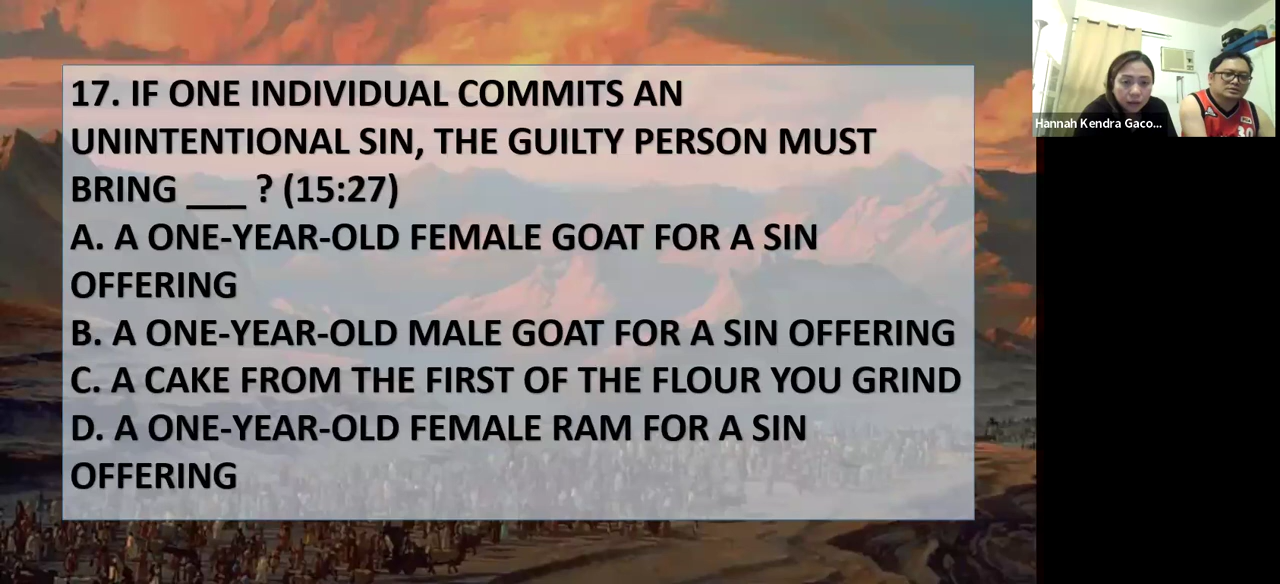 17. IF ONE INDIVIDUAL COMMITS AN
UNINTENTIONAL SIN, THE GUILTY PERSON MUST
BRING ___ ? (15:27)
A. A ONE-YEAR-OLD FEMALE GOAT FOR A SIN
OFFERING
B. A ONE-YEAR-OLD MALE GOAT FOR A SIN OFFERING
C. A CAKE FROM THE FIRST OF THE FLOUR YOU GRIND
D. A ONE-YEAR-OLD FEMALE RAM FOR A SIN
OFFERING
Hannah Kendra Gaco...
30